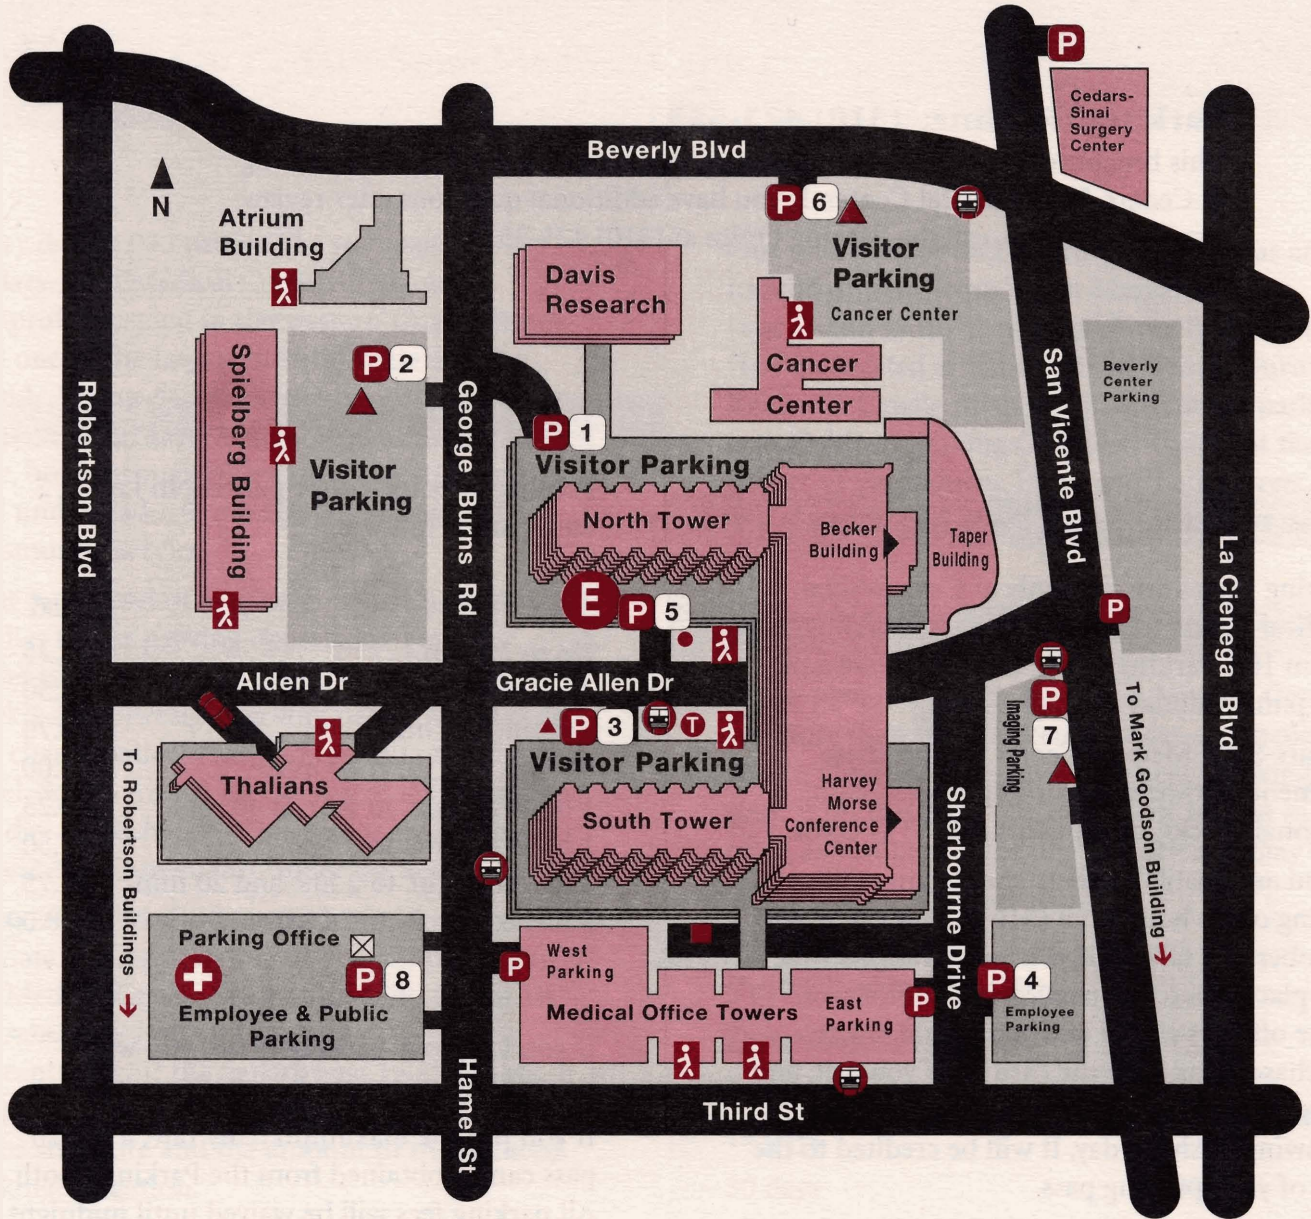 P
Cedars-
Sinai
Surgery
Center
Beverly Blvd
N
Atrium
Building
P 6
Visitor
Parking
Cancer Center
Davis
Research
Spielberg Building
P 2
Visitor
Parking
Cancer
Center
Beverly
Center
Parking
Robertson Blvd
George Burns Rd
San Vicente Blvd
La Cienega Blvd
P 1
Visitor Parking
North Tower
Becker
Building
Taper
Building
E
P 5
P
Alden Dr
Gracie Allen Dr
P 3
T
Visitor Parking
P
7
Imaging Parking
To Mark Goodson Building
To Robertson Buildings
Thalians
South Tower
Harvey
Morse
Conference
Center
Sherbourne Drive
Parking Office
P 8
Employee & Public
Parking
P
West
Parking
Medical Office Towers
East
Parking
P
P 4
Employee
Parking
Hamel St
Third St